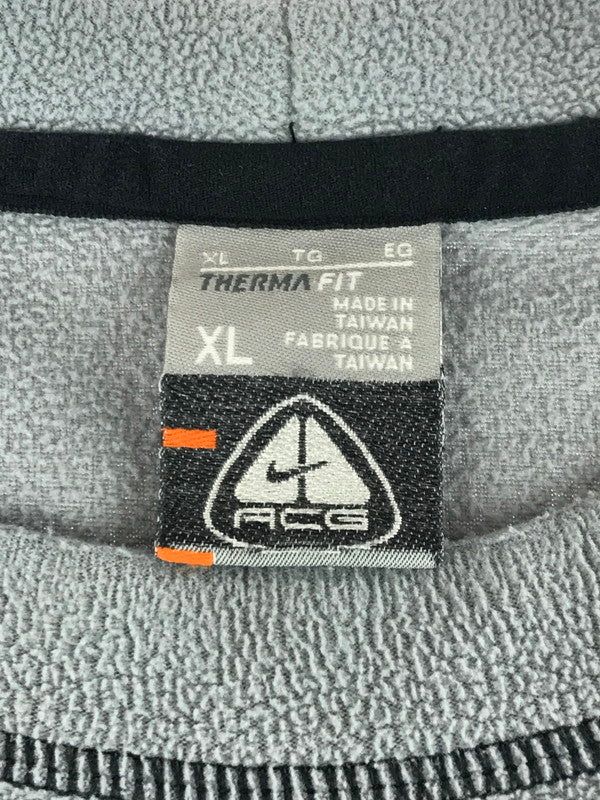 XL TG EG
THERMA FIT
MADE IN
TAIWAN
XL
FABRIQUE A
TAIWAN
ACG